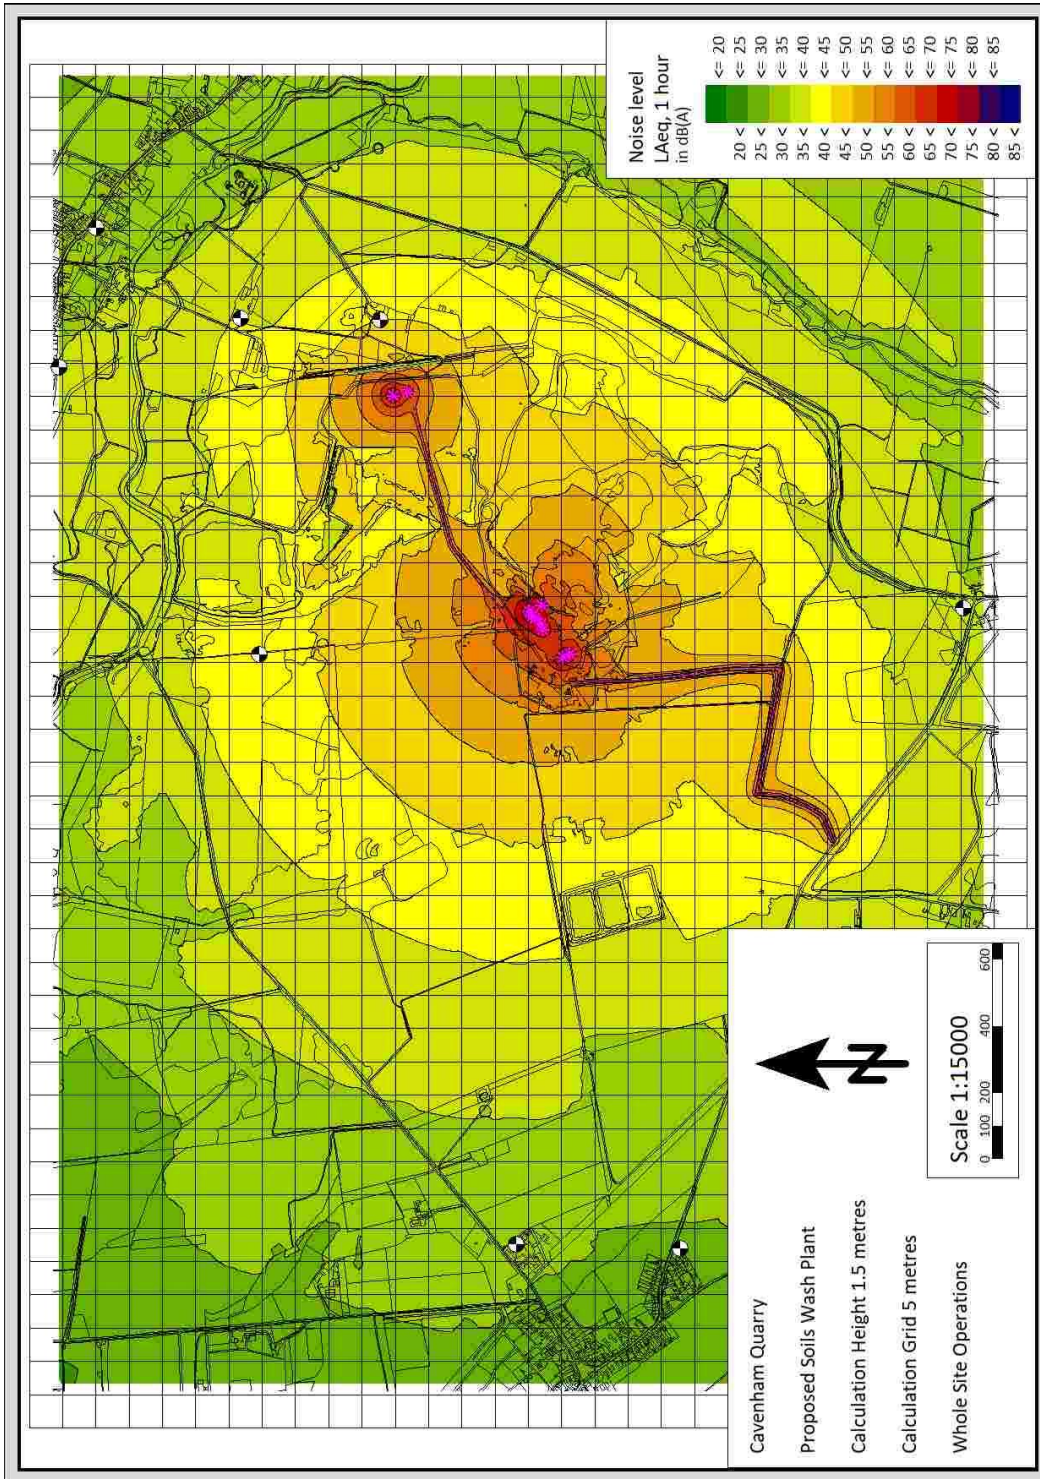 Noise level
LAeq, 1 hour
in dB(A)
<= 20
20 < <= 25
25 < <= 30
30 < <= 35
35 < <= 40
40 < <= 45
45 < <= 50
50 < <= 55
55 < <= 60
60 < <= 65
65 < <= 70
70 < <= 75
75 < <= 80
80 < <= 85
85 <
Cavenham Quarry
Proposed Soils Wash Plant
Calculation Height 1.5 metres
Calculation Grid 5 metres
Whole Site Operations
N
Scale 1:15000
0 100 200 400 600